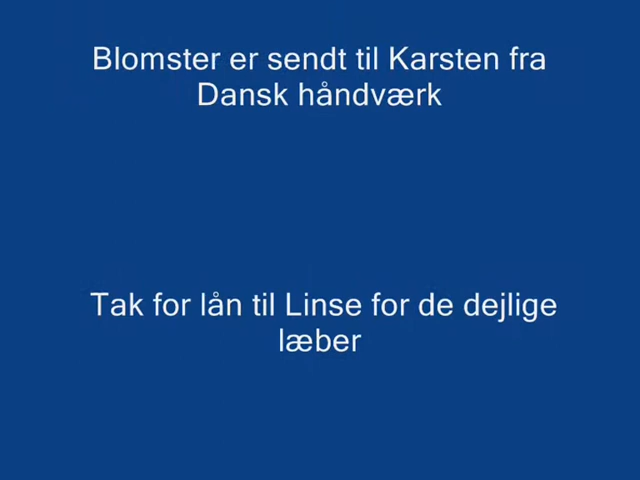 Blomster er sendt til Karsten fra
Dansk håndværk
Tak for lån til Linse for de dejlige
læber